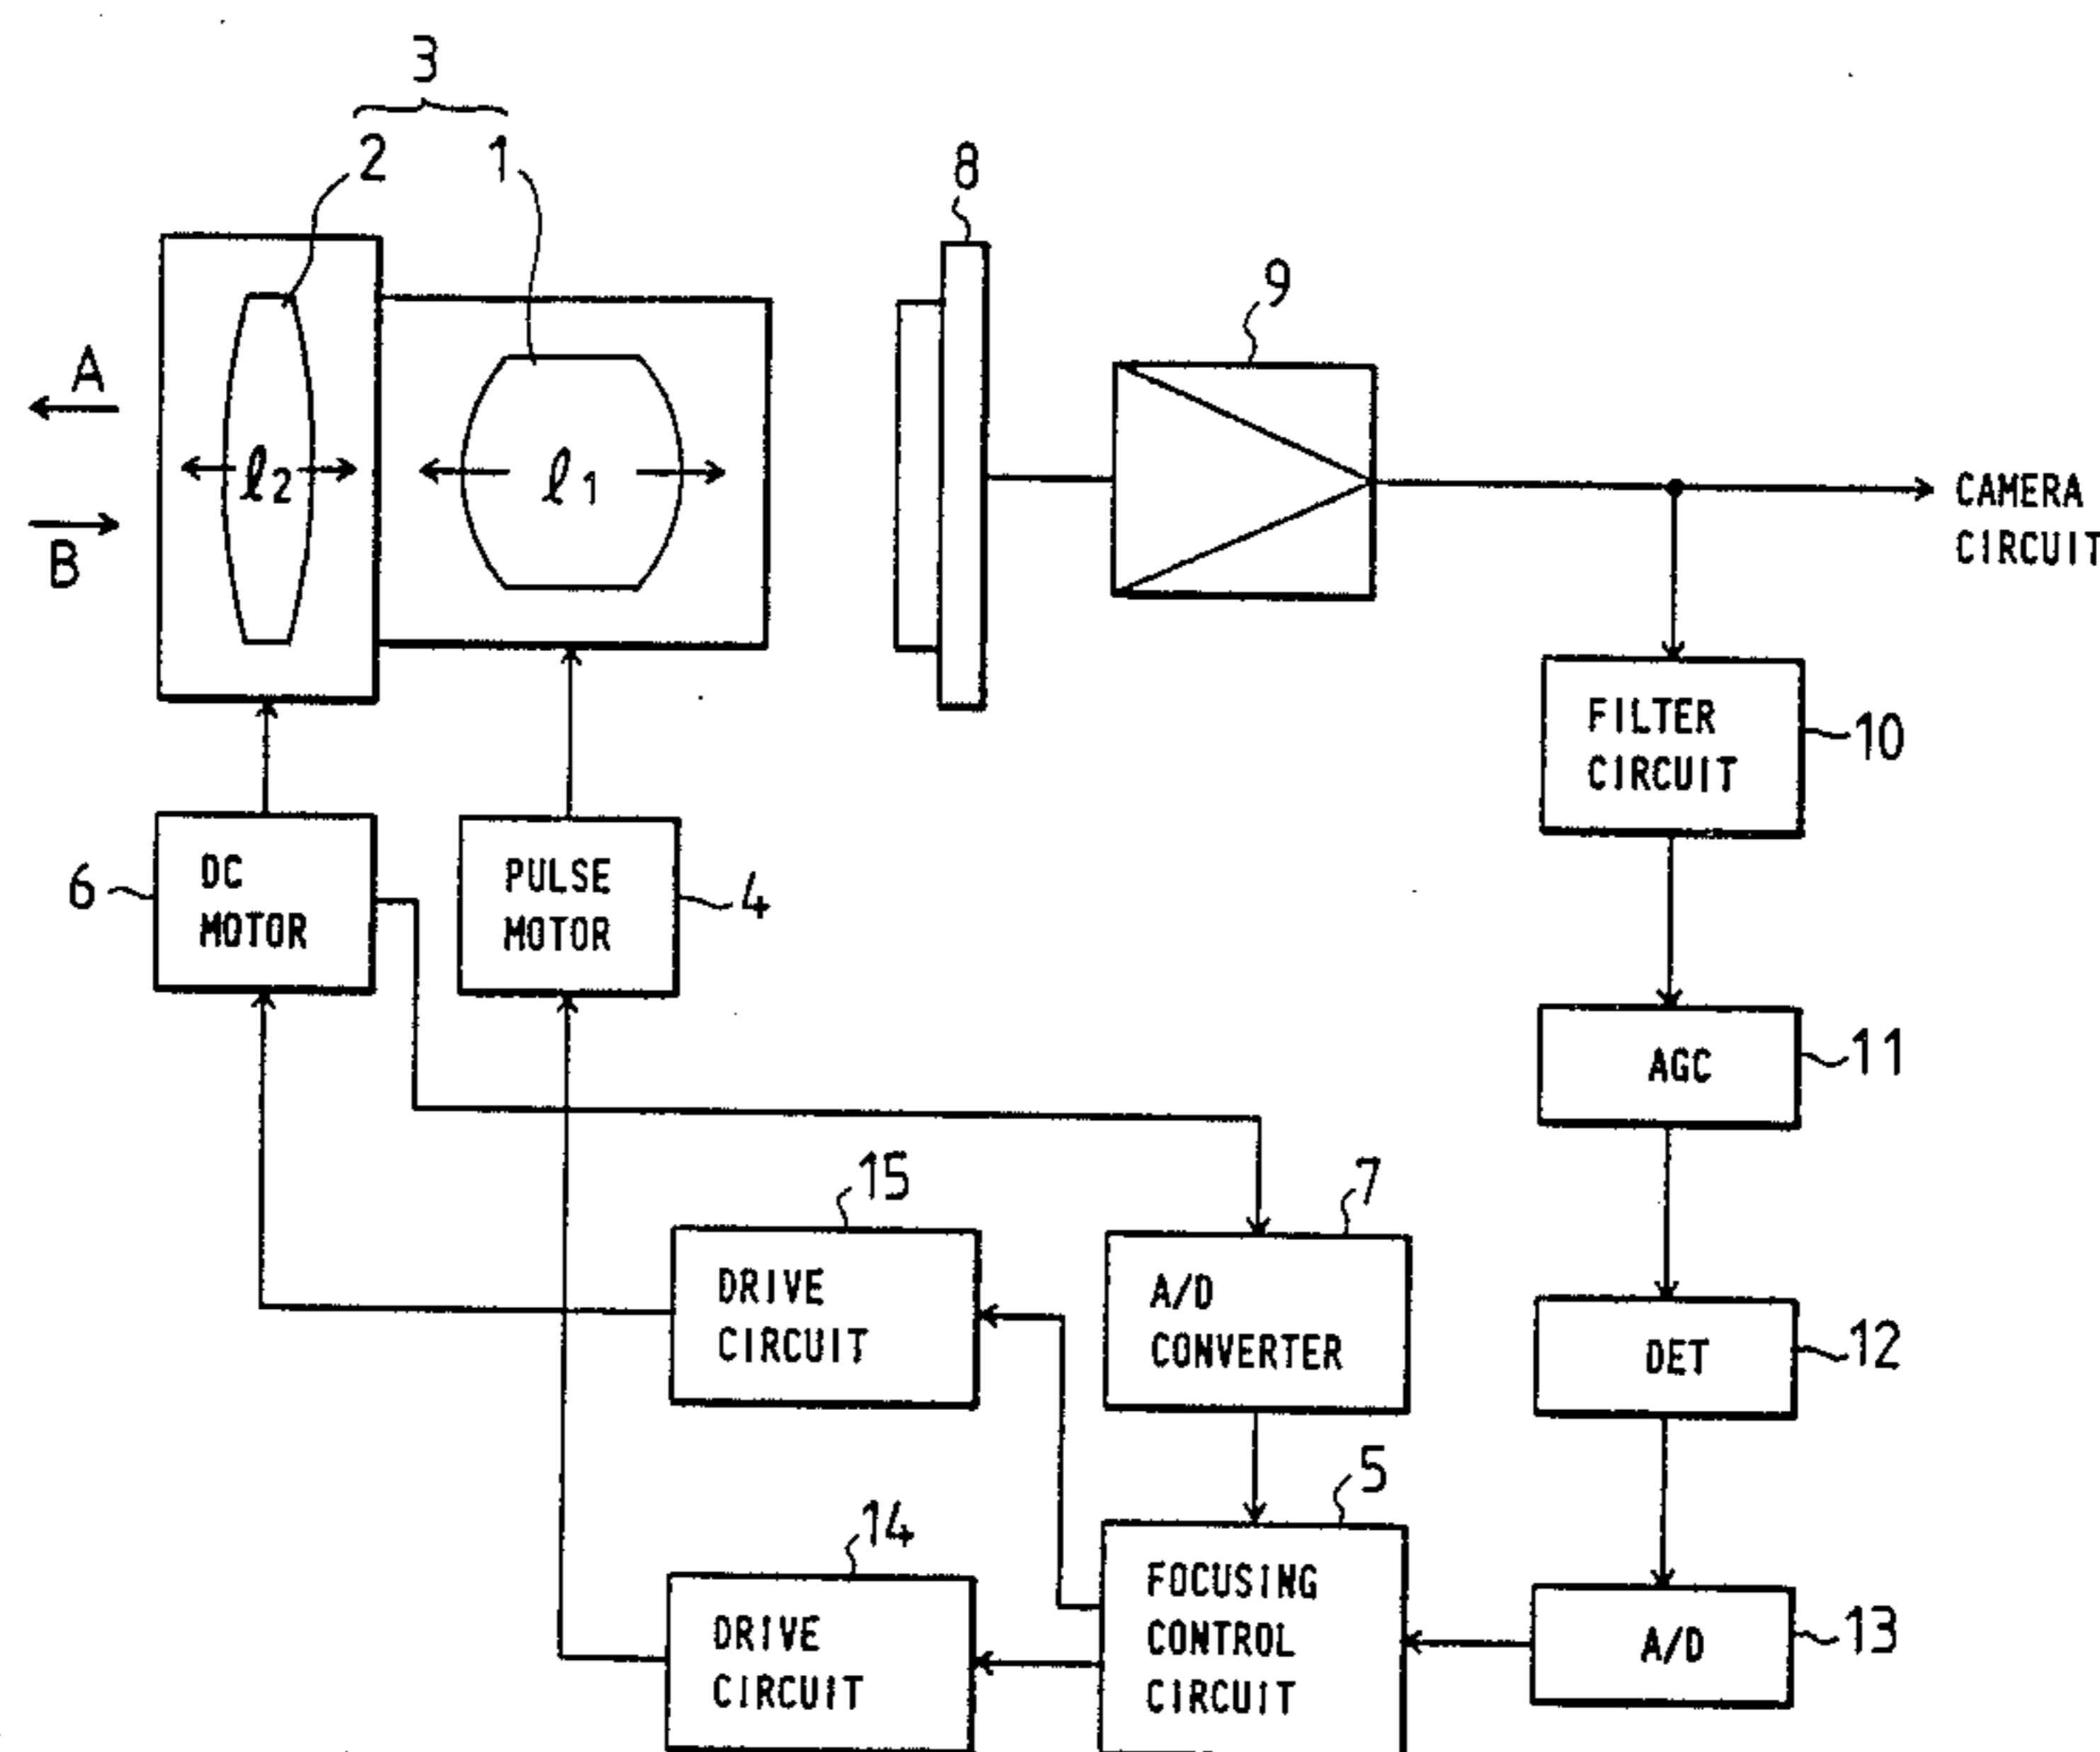 3
2 1
8
9
A
B
ℓ2
ℓ1
CAMERA
CIRCUIT
FILTER
CIRCUIT
10
6
DC
MOTOR
PULSE
MOTOR
4
AGC
11
15
7
DRIVE
CIRCUIT
A/D
CONVERTER
DET
12
14
5
DRIVE
CIRCUIT
FOCUSING
CONTROL
CIRCUIT
A/D
13